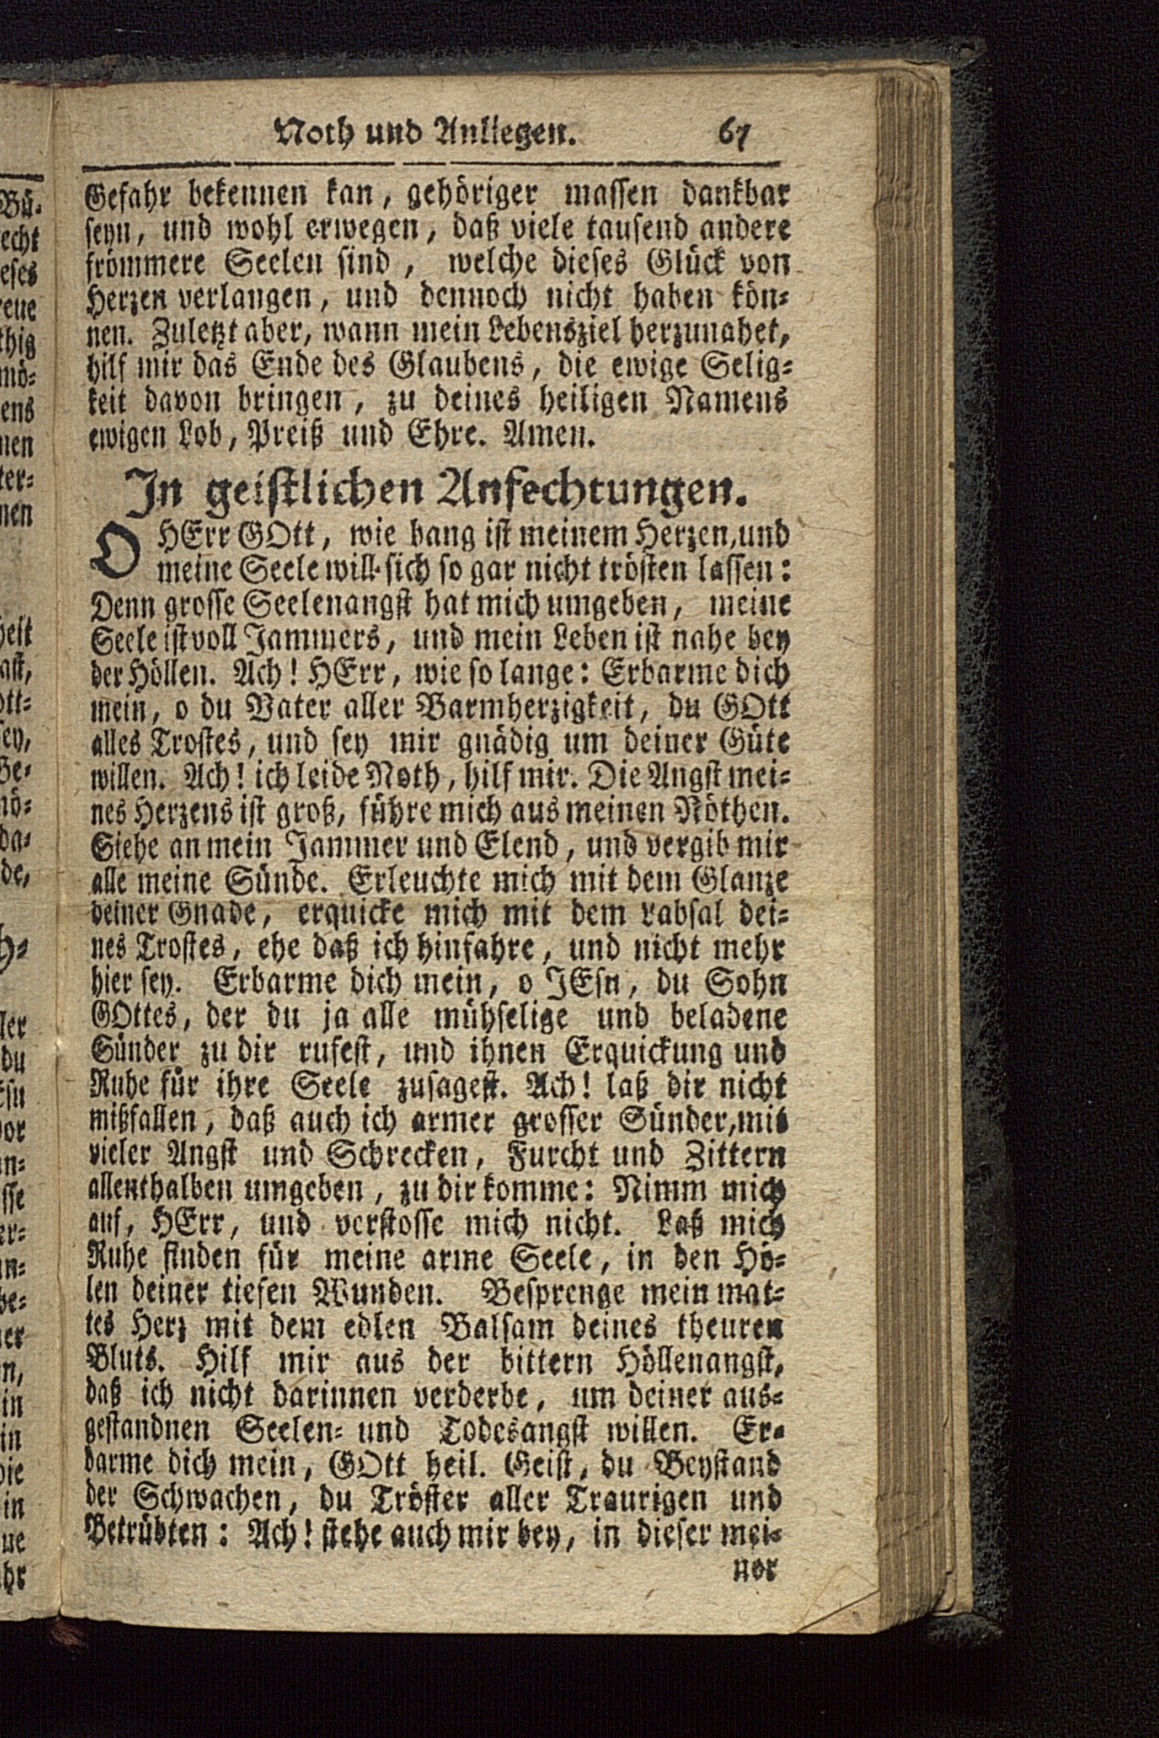 Noth und Anliegen. 67
Gefahr bekennen kan, gehöriger massen dankbar
seyn, und wohl erwegen, daß viele tausend andere
frömmere Seelen sind, welche dieses Glück von
Herzen verlangen, und dennoch nicht haben kön-
nen. Zuletzt aber, wann mein Lebensziel herzunahet,
hilf mir das Ende des Glaubens, die ewige Selig-
keit davon bringen, zu deines heiligen Namens
ewigen Lob, Preiß und Ehre. Amen.
In geistlichen Anfechtungen.
O HErr GOtt, wie bang ist meinem Herzen, und
meine Seele will sich so gar nicht trösten lassen:
Denn grosse Seelenangst hat mich umgeben, meine
Seele ist voll Jammers, und mein Leben ist nahe bey
der Höllen. Ach! HErr, wie so lange: Erbarme dich
mein, o du Vater aller Barmherzigkeit, du GOtt
alles Trostes, und sey mir gnädig um deiner Güte
willen. Ach! ich leide Noth, hilf mir. Die Angst mei-
nes Herzens ist groß, führe mich aus meinen Nöthen.
Siehe an mein Jammer und Elend, und vergib mir
alle meine Sünde. Erleuchte mich mit dem Glanze
deiner Gnade, erquicke mich mit dem Labsal dei-
nes Trostes, ehe daß ich hinfahre, und nicht mehr
hier sey. Erbarme dich mein, o JEsu, du Sohn
GOttes, der du ja alle mühselige und beladene
Sünder zu dir rufest, und ihnen Erquickung und
Ruhe für ihre Seele zusagest. Ach! laß dir nicht
mißfallen, daß auch ich armer grosser Sünder, mit
vieler Angst und Schrecken, Furcht und Zittern
allenthalben umgeben, zu dir komme: Nimm mich
auf, HErr, und verstosse mich nicht. Laß mich
Ruhe finden für meine arme Seele, in den Hö-
len deiner tiefen Wunden. Besprenge mein mat-
tes Herz mit dem edlen Balsam deines theuren
Bluts. Hilf mir aus der bittern Höllenangst,
daß ich nicht darinnen verderbe, um deiner aus-
gestandnen Seelen- und Todesangst willen. Er-
barme dich mein, GOtt heil. Geist, du Beystand
der Schwachen, du Tröster aller Traurigen und
Betrübten: Ach! stehe auch mir bey, in dieser mei-
ner